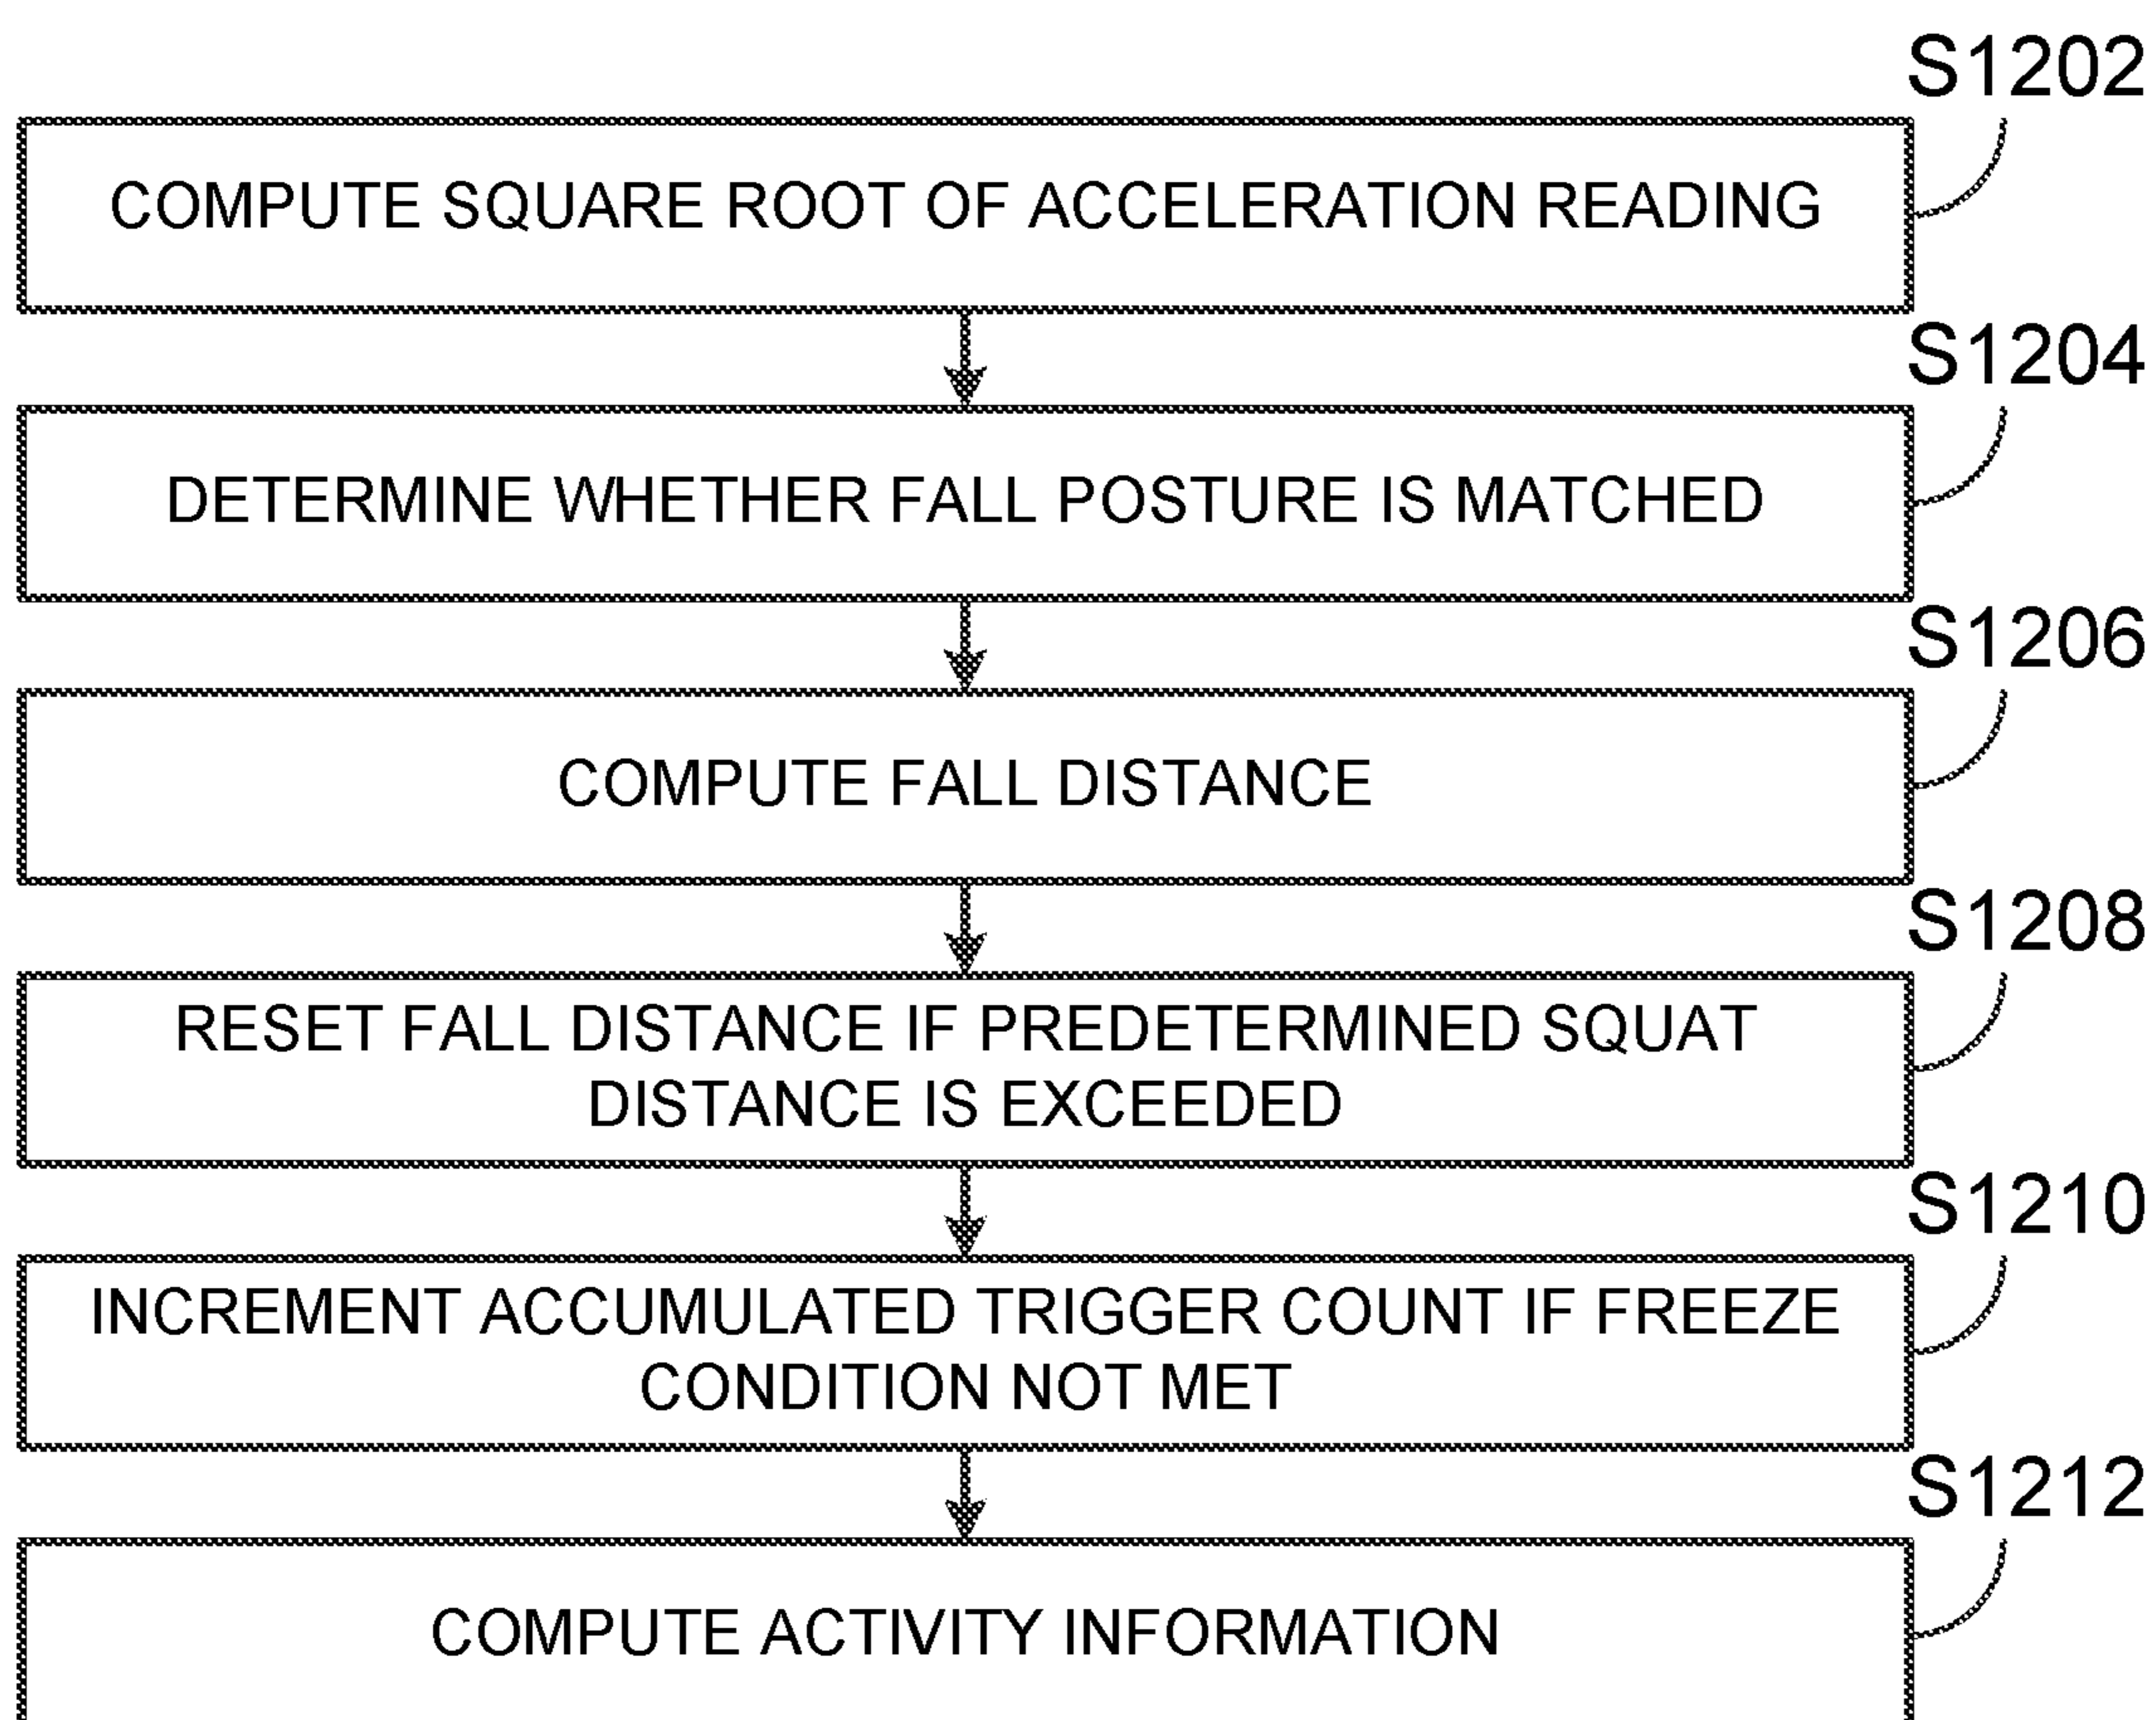 S1202
COMPUTE SQUARE ROOT OF ACCELERATION READING
S1204
DETERMINE WHETHER FALL POSTURE IS MATCHED
S1206
COMPUTE FALL DISTANCE
S1208
RESET FALL DISTANCE IF PREDETERMINED SQUAT
DISTANCE IS EXCEEDED
S1210
INCREMENT ACCUMULATED TRIGGER COUNT IF FREEZE
CONDITION NOT MET
S1212
COMPUTE ACTIVITY INFORMATION